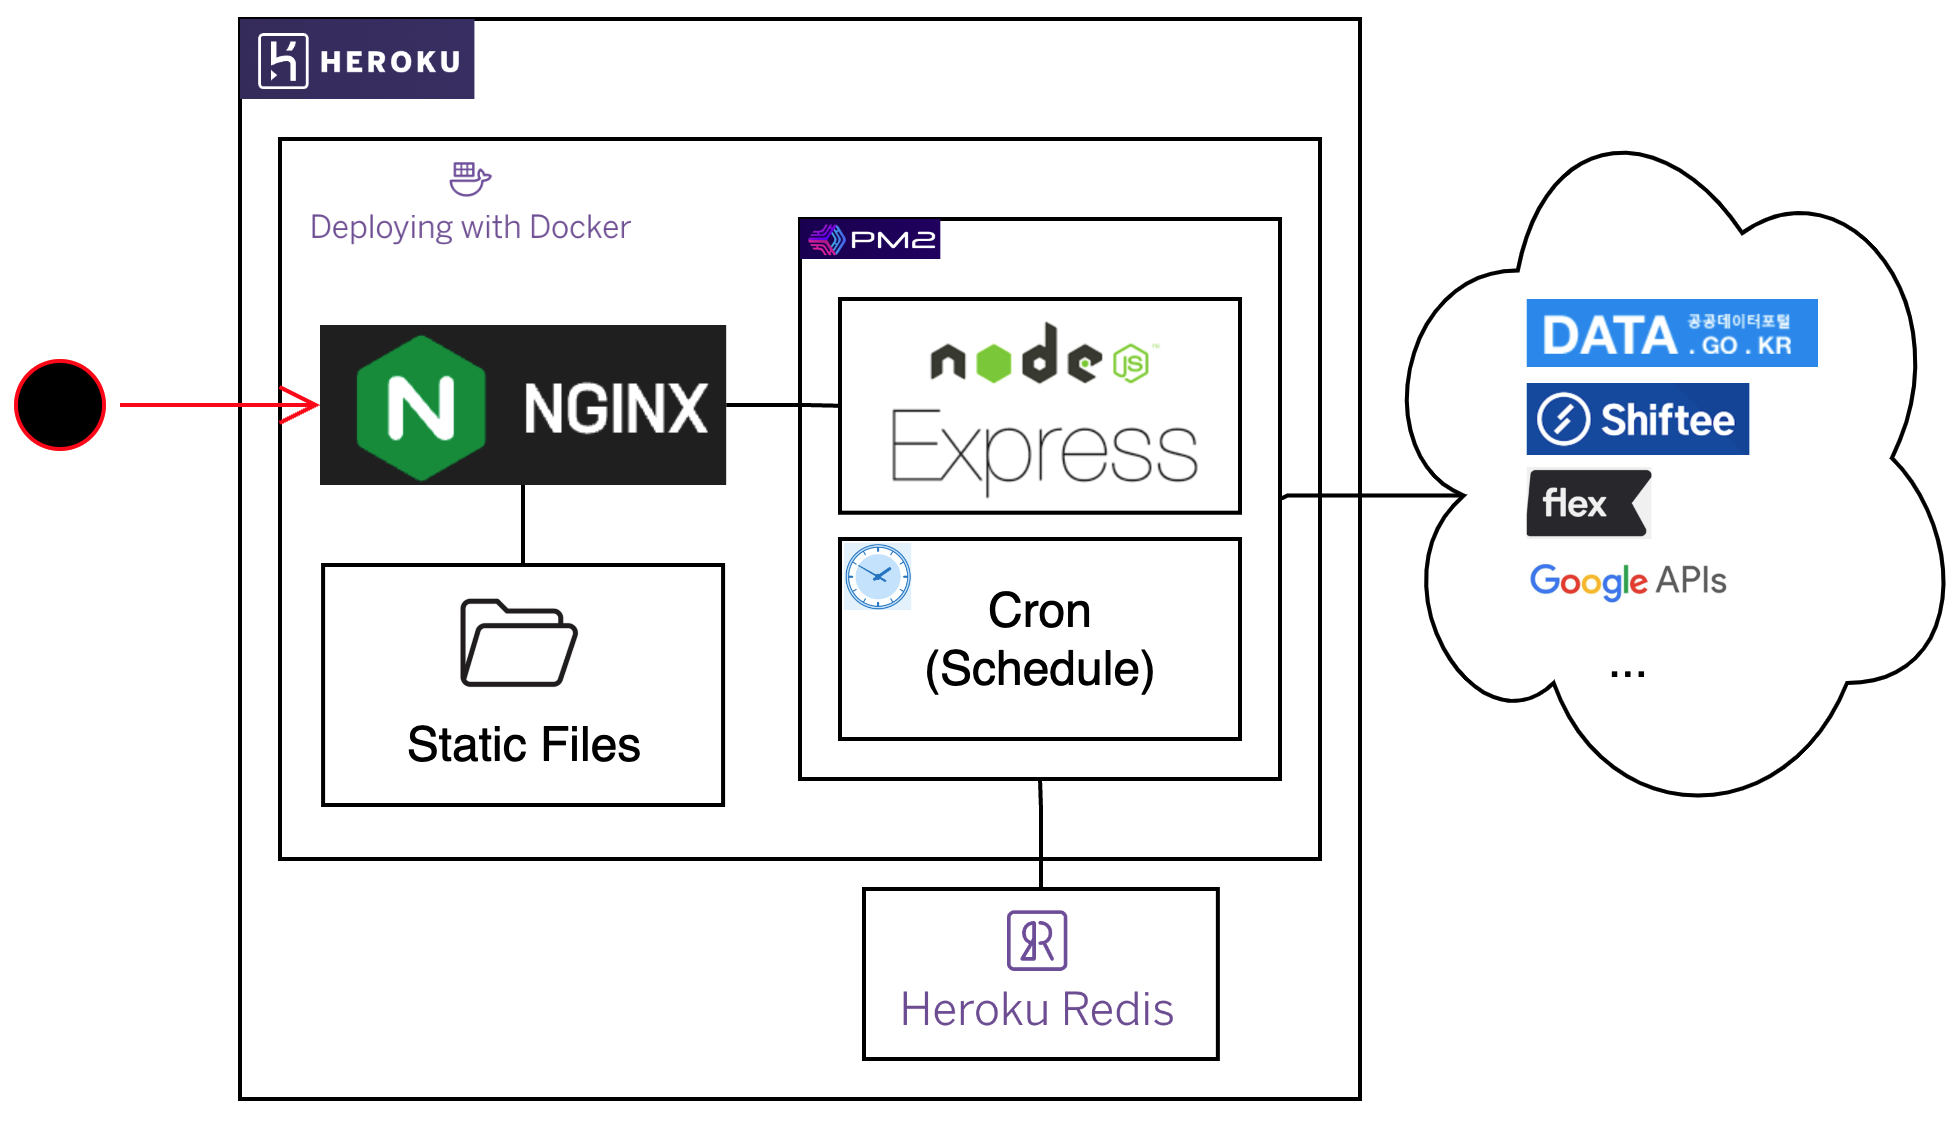 HEROKU
Deploying with Docker
PM2
NGINX
node JS ™
Express
Static Files
Cron
(Schedule)
Heroku Redis
DATA 공공데이터포털
.GO.KR
Shiftee
flex
Google APIs
...